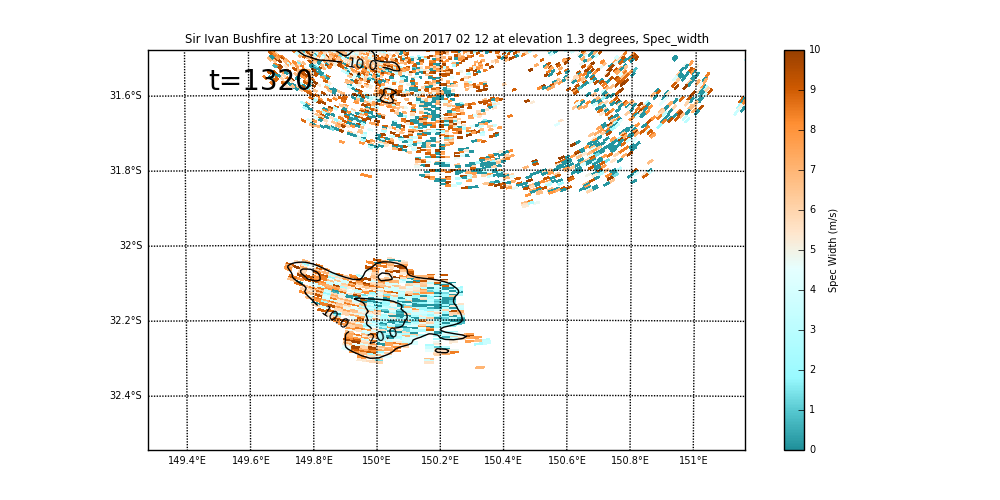 Sir Ivan Bushfire at 13:20 Local Time on 2017 02 12 at elevation 1.3 degrees, Spec_width
t=1320
10.0
31.6°S
31.8°S
32°S
32.2°S
32.4°S
10.0
20.0
149.4°E 149.6°E 149.8°E 150°E 150.2°E 150.4°E 150.6°E 150.8°E 151°E
10
9
8
7
6
5
4
3
2
1
0
Spec Width (m/s)